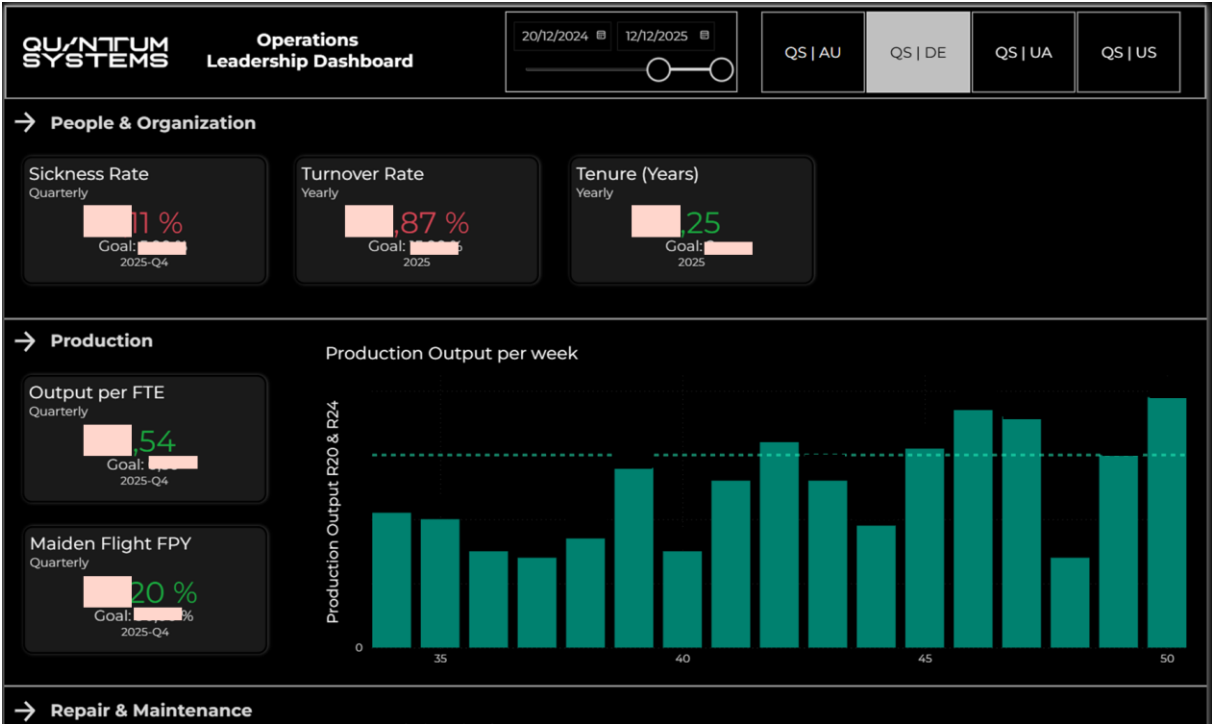 QUANTUM
SYSTEMS
Operations
Leadership Dashboard
20/12/2024
12/12/2025
QS | AU
QS | DE
QS | UA
QS | US
People & Organization
Sickness Rate
Quarterly
11 %
Goal:
2025-Q4
Turnover Rate
Yearly
,87 %
Goal: %
2025
Tenure (Years)
Yearly
,25
Goal:
2025
Production
Output per FTE
Quarterly
,54
Goal:
2025-Q4
Maiden Flight FPY
Quarterly
20 %
Goal: %
2025-Q4
Production Output per week
Production Output R20 & R24
0
35
40
45
50
Repair & Maintenance